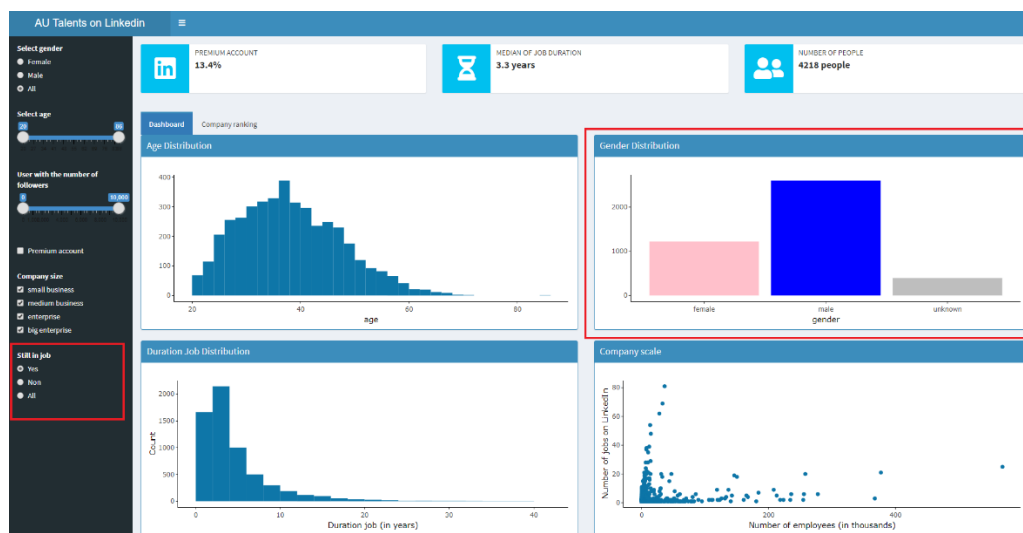 AU Talents on Linkedin
Select gender
Female
Male
All
Select age
20
User with the number of
followers
0 10,000
Premium account
Company size
small business
medium business
enterprise
big enterprise
Still in job
Yes
Non
All
PREMIUM ACCOUNT
13.4%
MEDIAN OF JOB DURATION
3.3 years
NUMBER OF PEOPLE
4218 people
Dashboard Company ranking
Age Distribution
400
300
200
100
0
20 40 60 80
age
Gender Distribution
2000
1000
0
female male unknown
gender
Duration Job Distribution
Count
2000
1500
1000
500
0
0 10 20 30 40
Duration job (in years)
Company scale
Number of jobs on LinkedIn
80
60
40
20
0
0 200 400
Number of employees (in thousands)